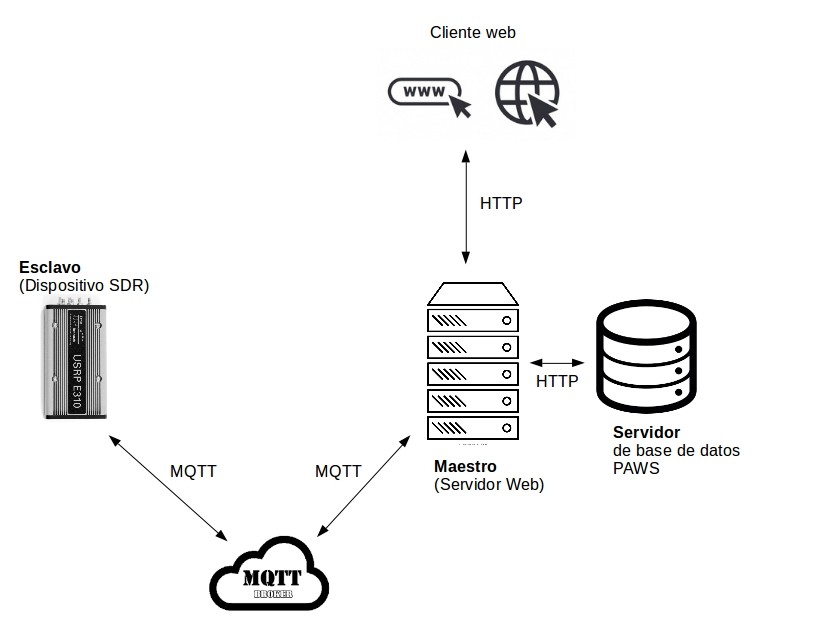 Cliente web
www
HTTP
Esclavo
(Dispositivo SDR)
USRP E310
HTTP
Servidor
de base de datos
PAWS
Maestro
(Servidor Web)
MQTT
MQTT
MQTT
BROKER